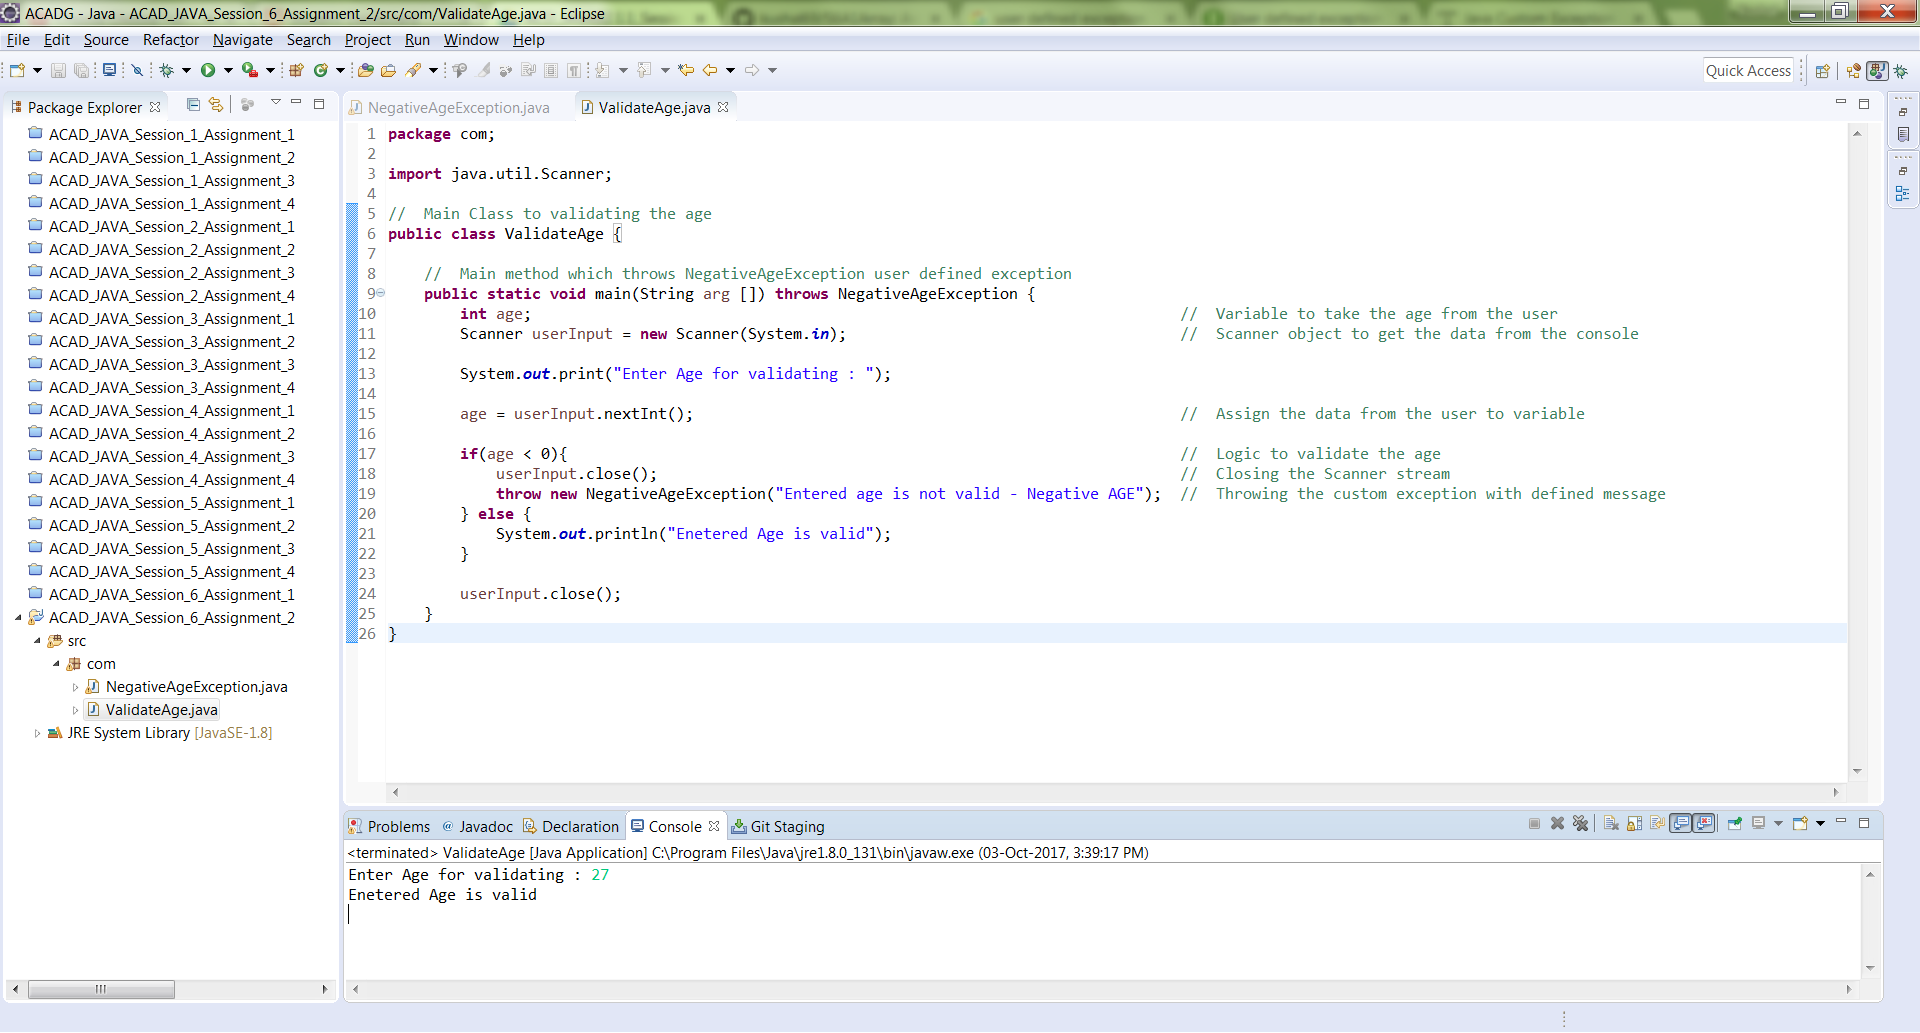 ACADG - Java - ACAD_JAVA_Session_6_Assignment_2/src/com/ValidateAge.java - Eclipse
File Edit Source Refactor Navigate Search Project Run Window Help
Quick Access
Package Explorer
ACAD_JAVA_Session_1_Assignment_1
ACAD_JAVA_Session_1_Assignment_2
ACAD_JAVA_Session_1_Assignment_3
ACAD_JAVA_Session_1_Assignment_4
ACAD_JAVA_Session_2_Assignment_1
ACAD_JAVA_Session_2_Assignment_2
ACAD_JAVA_Session_2_Assignment_3
ACAD_JAVA_Session_2_Assignment_4
ACAD_JAVA_Session_3_Assignment_1
ACAD_JAVA_Session_3_Assignment_2
ACAD_JAVA_Session_3_Assignment_3
ACAD_JAVA_Session_3_Assignment_4
ACAD_JAVA_Session_4_Assignment_1
ACAD_JAVA_Session_4_Assignment_2
ACAD_JAVA_Session_4_Assignment_3
ACAD_JAVA_Session_4_Assignment_4
ACAD_JAVA_Session_5_Assignment_1
ACAD_JAVA_Session_5_Assignment_2
ACAD_JAVA_Session_5_Assignment_3
ACAD_JAVA_Session_5_Assignment_4
ACAD_JAVA_Session_6_Assignment_1
ACAD_JAVA_Session_6_Assignment_2
src
com
NegativeAgeException.java
ValidateAge.java
JRE System Library [JavaSE-1.8]
NegativeAgeException.java ValidateAge.java
1 package com;
2
3 import java.util.Scanner;
4
5 //  Main Class to validating the age
6 public class ValidateAge {
7
8     //  Main method which throws NegativeAgeException user defined exception
9     public static void main(String arg []) throws NegativeAgeException {
10         int age;                                                                        //  Variable to take the age from the user
11         Scanner userInput = new Scanner(System.in);                                     //  Scanner object to get the data from the console
12
13         System.out.print("Enter Age for validating : ");
14
15         age = userInput.nextInt();                                                      //  Assign the data from the user to variable
16
17         if(age < 0){                                                                    //  Logic to validate the age
18             userInput.close();                                                          //  Closing the Scanner stream
19             throw new NegativeAgeException("Entered age is not valid - Negative AGE");  //  Throwing the custom exception with defined message
20         } else {
21             System.out.println("Enetered Age is valid");
22         }
23
24         userInput.close();
25     }
26 }
Problems @ Javadoc Declaration Console Git Staging
<terminated> ValidateAge [Java Application] C:\Program Files\Java\jre1.8.0_131\bin\javaw.exe (03-Oct-2017, 3:39:17 PM)
Enter Age for validating : 27
Enetered Age is valid